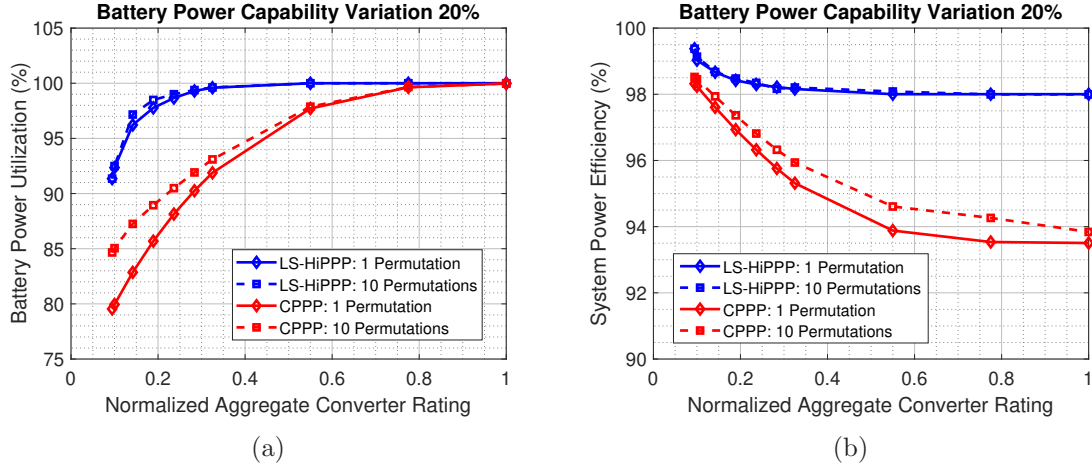 Battery Power Capability Variation 20%
105
100
95
90
85
80
75
Battery Power Utilization (%)
LS-HiPPP: 1 Permutation
LS-HiPPP: 10 Permutations
CPPP: 1 Permutation
CPPP: 10 Permutations
0 0.2 0.4 0.6 0.8 1
Normalized Aggregate Converter Rating
(a)
Battery Power Capability Variation 20%
100
98
96
94
92
90
System Power Efficiency (%)
LS-HiPPP: 1 Permutation
LS-HiPPP: 10 Permutations
CPPP: 1 Permutation
CPPP: 10 Permutations
0 0.2 0.4 0.6 0.8 1
Normalized Aggregate Converter Rating
(b)